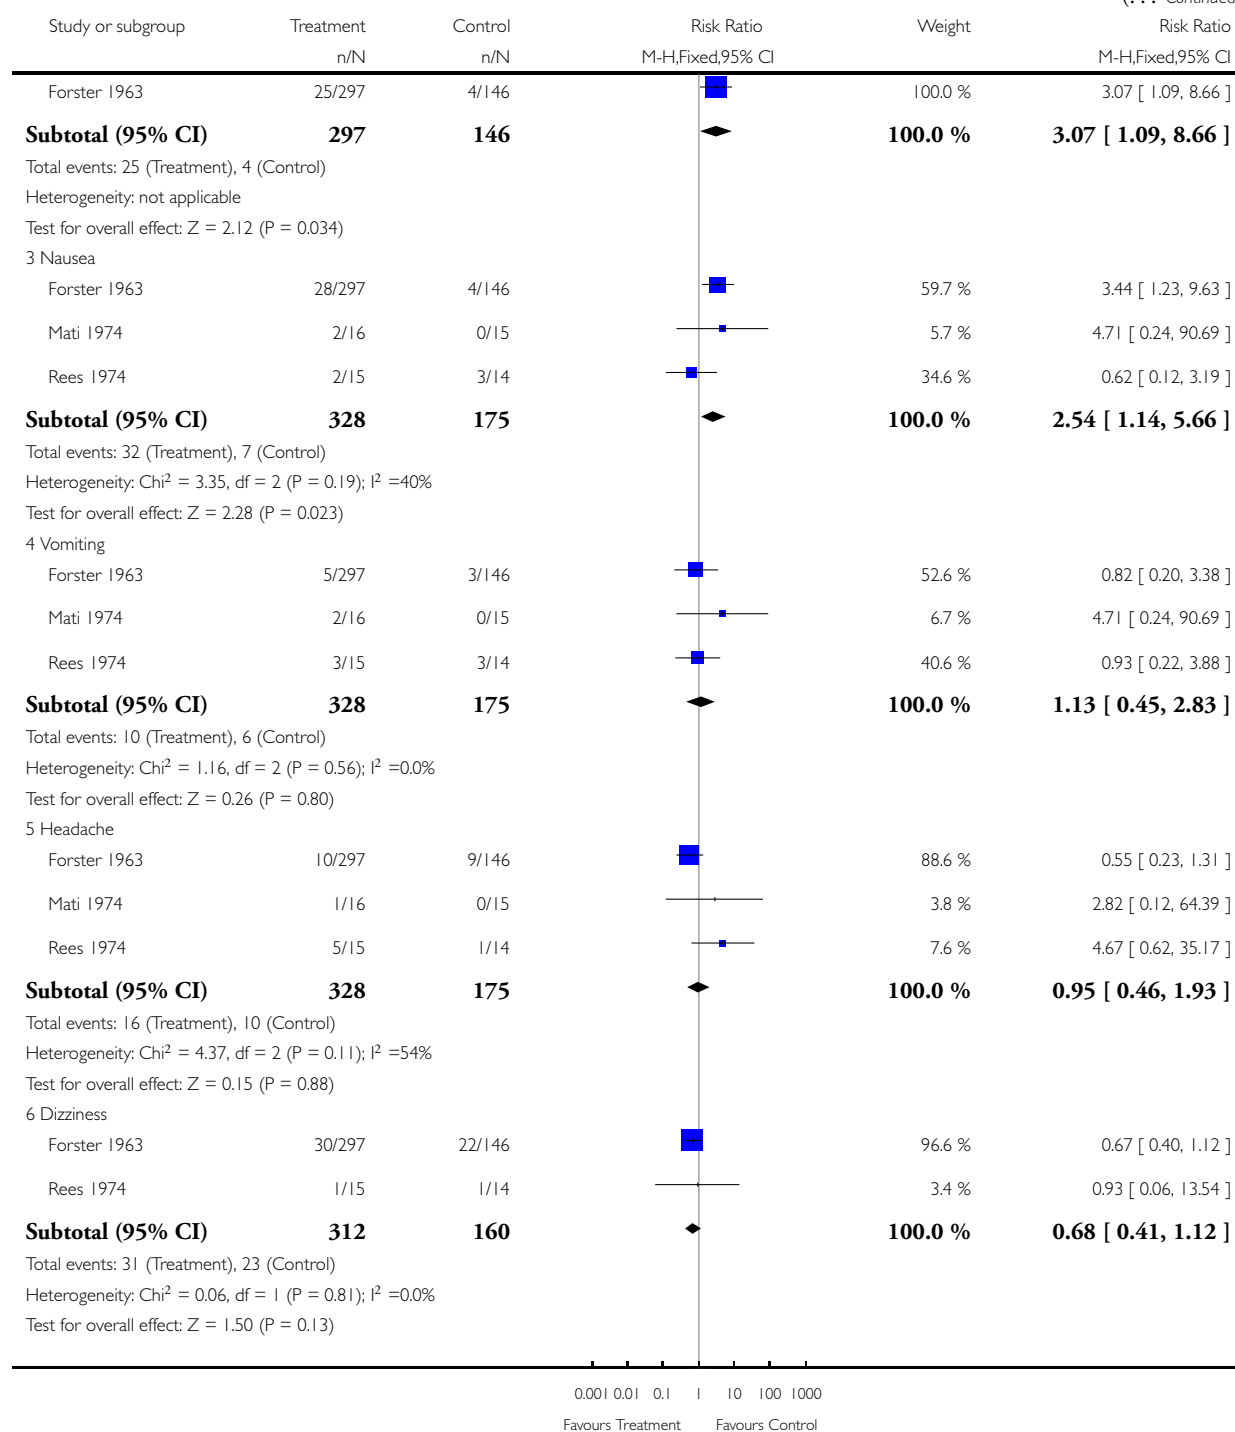 (. . . Continued
Study or subgroup Treatment Control Risk Ratio Weight Risk Ratio
n/N n/N M-H,Fixed,95% CI M-H,Fixed,95% CI
Forster 1963 25/297 4/146 100.0 % 3.07 [ 1.09, 8.66 ]
Subtotal (95% CI) 297 146 100.0 % 3.07 [ 1.09, 8.66 ]
Total events: 25 (Treatment), 4 (Control)
Heterogeneity: not applicable
Test for overall effect: Z = 2.12 (P = 0.034)
3 Nausea
Forster 1963 28/297 4/146 59.7 % 3.44 [ 1.23, 9.63 ]
Mati 1974 2/16 0/15 5.7 % 4.71 [ 0.24, 90.69 ]
Rees 1974 2/15 3/14 34.6 % 0.62 [ 0.12, 3.19 ]
Subtotal (95% CI) 328 175 100.0 % 2.54 [ 1.14, 5.66 ]
Total events: 32 (Treatment), 7 (Control)
Heterogeneity: Chi² = 3.35, df = 2 (P = 0.19); I² =40%
Test for overall effect: Z = 2.28 (P = 0.023)
4 Vomiting
Forster 1963 5/297 3/146 52.6 % 0.82 [ 0.20, 3.38 ]
Mati 1974 2/16 0/15 6.7 % 4.71 [ 0.24, 90.69 ]
Rees 1974 3/15 3/14 40.6 % 0.93 [ 0.22, 3.88 ]
Subtotal (95% CI) 328 175 100.0 % 1.13 [ 0.45, 2.83 ]
Total events: 10 (Treatment), 6 (Control)
Heterogeneity: Chi² = 1.16, df = 2 (P = 0.56); I² =0.0%
Test for overall effect: Z = 0.26 (P = 0.80)
5 Headache
Forster 1963 10/297 9/146 88.6 % 0.55 [ 0.23, 1.31 ]
Mati 1974 1/16 0/15 3.8 % 2.82 [ 0.12, 64.39 ]
Rees 1974 5/15 1/14 7.6 % 4.67 [ 0.62, 35.17 ]
Subtotal (95% CI) 328 175 100.0 % 0.95 [ 0.46, 1.93 ]
Total events: 16 (Treatment), 10 (Control)
Heterogeneity: Chi² = 4.37, df = 2 (P = 0.11); I² =54%
Test for overall effect: Z = 0.15 (P = 0.88)
6 Dizziness
Forster 1963 30/297 22/146 96.6 % 0.67 [ 0.40, 1.12 ]
Rees 1974 1/15 1/14 3.4 % 0.93 [ 0.06, 13.54 ]
Subtotal (95% CI) 312 160 100.0 % 0.68 [ 0.41, 1.12 ]
Total events: 31 (Treatment), 23 (Control)
Heterogeneity: Chi² = 0.06, df = 1 (P = 0.81); I² =0.0%
Test for overall effect: Z = 1.50 (P = 0.13)
0.001 0.01 0.1 1 10 100 1000
Favours Treatment Favours Control